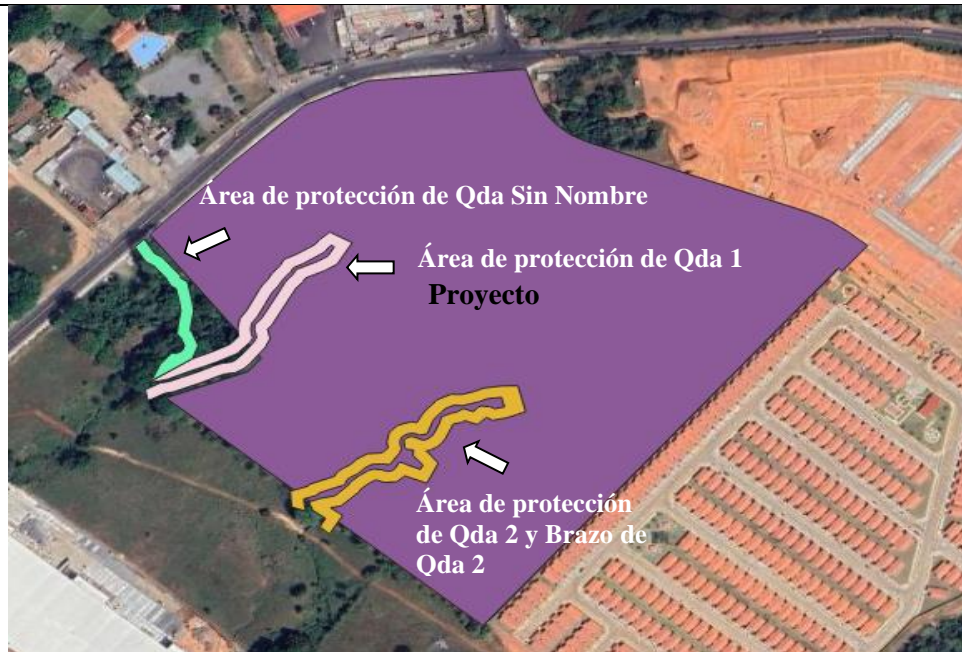 Área de protección de Qda Sin Nombre
Área de protección de Qda 1
Proyecto
Área de protección
de Qda 2 y Brazo de
Qda 2